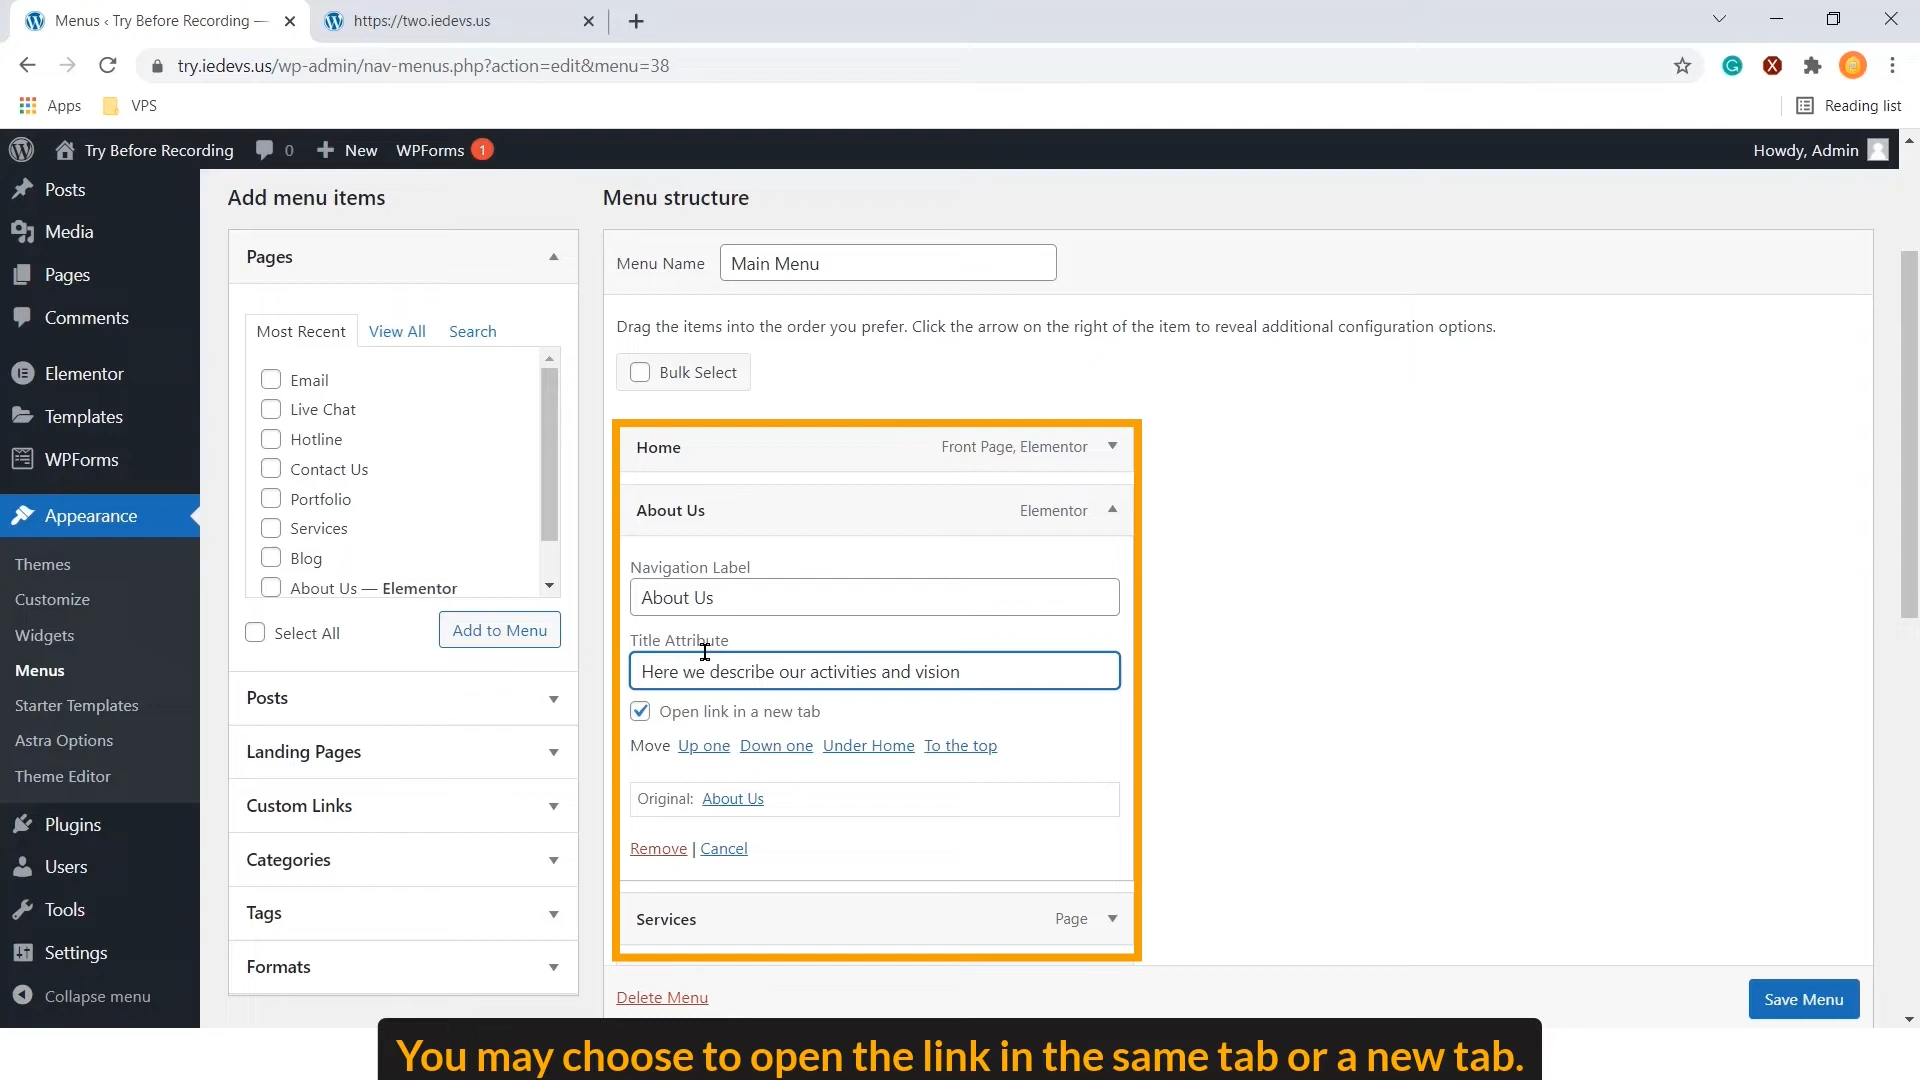 Menus ‹ Try Before Recording —
https://two.iedevs.us
try.iedevs.us/wp-admin/nav-menus.php?action=edit&menu=38
Apps
VPS
Reading list
Try Before Recording
0
New
WPForms 1
Howdy, Admin
Posts
Media
Pages
Comments
Elementor
Templates
WPForms
Appearance
Themes
Customize
Widgets
Menus
Starter Templates
Astra Options
Theme Editor
Plugins
Users
Tools
Settings
Collapse menu
Add menu items
Pages
Most Recent View All Search
Email
Live Chat
Hotline
Contact Us
Portfolio
Services
Blog
About Us — Elementor
Select All
Add to Menu
Posts
Landing Pages
Custom Links
Categories
Tags
Formats
Menu structure
Menu Name Main Menu
Drag the items into the order you prefer. Click the arrow on the right of the item to reveal additional configuration options.
Bulk Select
Home Front Page, Elementor
About Us Elementor
Navigation Label
About Us
Title Attribute
Here we describe our activities and vision
Open link in a new tab
Move Up one Down one Under Home To the top
Original: About Us
Remove | Cancel
Services Page
Delete Menu
Save Menu
You may choose to open the link in the same tab or a new tab.